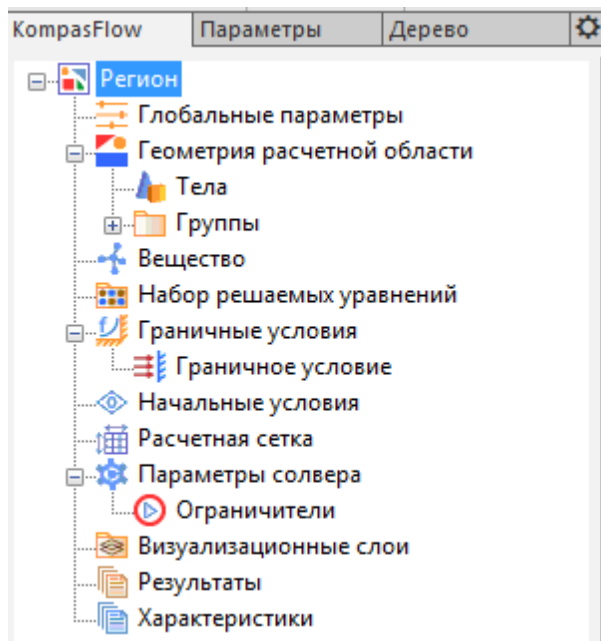 KompasFlow Параметры Дерево
Регион
Глобальные параметры
Геометрия расчетной области
Тела
Группы
Вещество
Набор решаемых уравнений
Граничные условия
Граничное условие
Начальные условия
Расчетная сетка
Параметры солвера
Ограничители
Визуализационные слои
Результаты
Характеристики